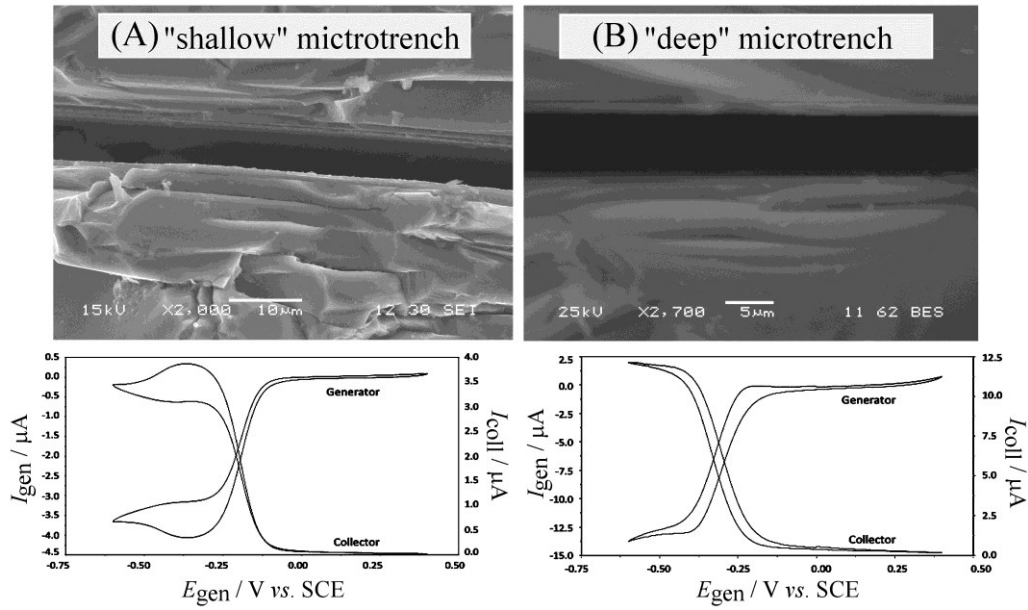 (A) "shallow" mictrotrench
15kV X2,000 10μm 12 30 SEI
(B) "deep" microtrench
25kV X2,700 5μm 11 62 BES
0.5
0.0
-0.5
-1.0
-1.5
-2.0
-2.5
-3.0
-3.5
-4.0
-4.5
Igen / μA
Generator
Collector
4.0
3.5
3.0
2.5
2.0
1.5
1.0
0.5
0.0
Icoll / μA
-0.75 -0.50 -0.25 0.00 0.25 0.50
Egen / V vs. SCE
2.5
0.0
-2.5
-5.0
-7.5
-10.0
-12.5
-15.0
Igen / μA
Generator
Collector
12.5
10.0
7.5
5.0
2.5
0.0
Icoll / μA
-0.75 -0.50 -0.25 0.00 0.25 0.50
Egen / V vs. SCE